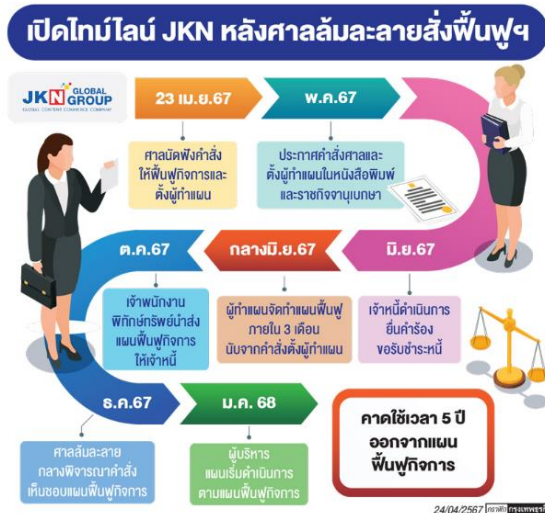 เปิดไทม์ไลน์ JKN หลังศาลล้มละลายสั่งฟื้นฟูฯ
JKN GLOBAL
GROUP
GLOBAL CONTENT COMMERCE COMPANY
23 เม.ย.67
พ.ค.67
ศาลนัดฟังคำสั่ง
ให้ฟื้นฟูกิจการและ
ตั้งผู้ทำแผน
ประกาศคำสั่งศาลและ
ตั้งผู้ทำแผนในหนังสือพิมพ์
และราชกิจจานุเบกษา
มิ.ย.67
เจ้าหนี้ดำเนินการ
ยื่นคำร้อง
ขอรับชำระหนี้
กลางมิ.ย.67
ผู้ทำแผนจัดทำแผนฟื้นฟู
ภายใน 3 เดือน
นับจากคำสั่งตั้งผู้ทำแผน
ต.ค.67
เจ้าพนักงาน
พิทักษ์ทรัพย์นำส่ง
แผนฟื้นฟูกิจการ
ให้เจ้าหนี้
ธ.ค.67
ศาลล้มละลาย
กลางพิจารณาคำสั่ง
เห็นชอบแผนฟื้นฟูกิจการ
ม.ค. 68
ผู้บริหาร
แผนเริ่มดำเนินการ
ตามแผนฟื้นฟูกิจการ
คาดใช้เวลา 5 ปี
ออกจากแผน
ฟื้นฟูกิจการ
24/04/2567 กราฟิก กรุงเทพธุรกิจ